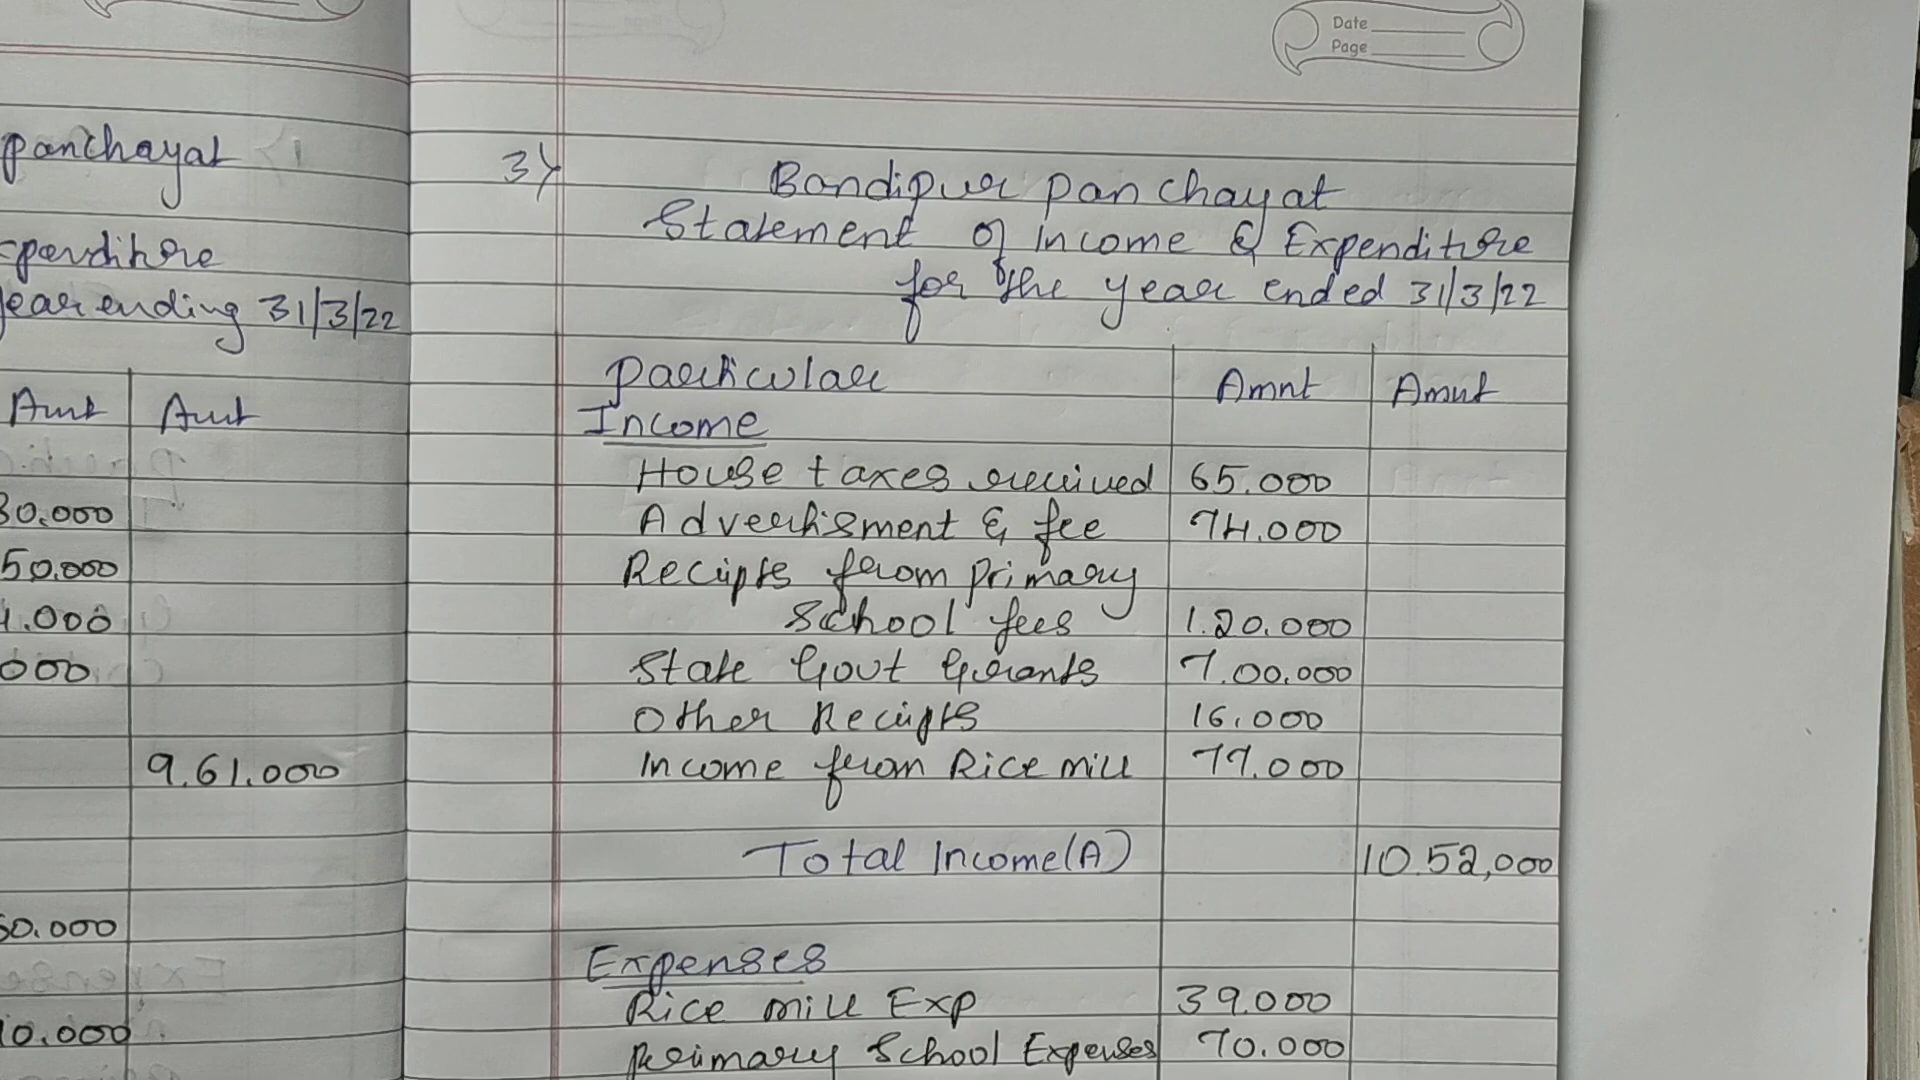 Date
Page
panchayat
penditure
year ending 31/3/22
Amt Amt
30.000
50.000
1.000
000
9.61.000
50.000
10.000
3)
Bandipur panchayat
Statement of Income & Expenditure
for the year ended 31/3/22
Particular Amnt Amnt
Income
House taxes received 65.000
Advertisment & fee 74.000
Recipts from primary
School fees 1.20.000
State Govt Grants 7.00.000
Other Recipts 16.000
Income from Rice mill 77.000
Total Income(A) 10.52,000
Expenses
Rice mill Exp 39.000
Primary School Expenses 70.000